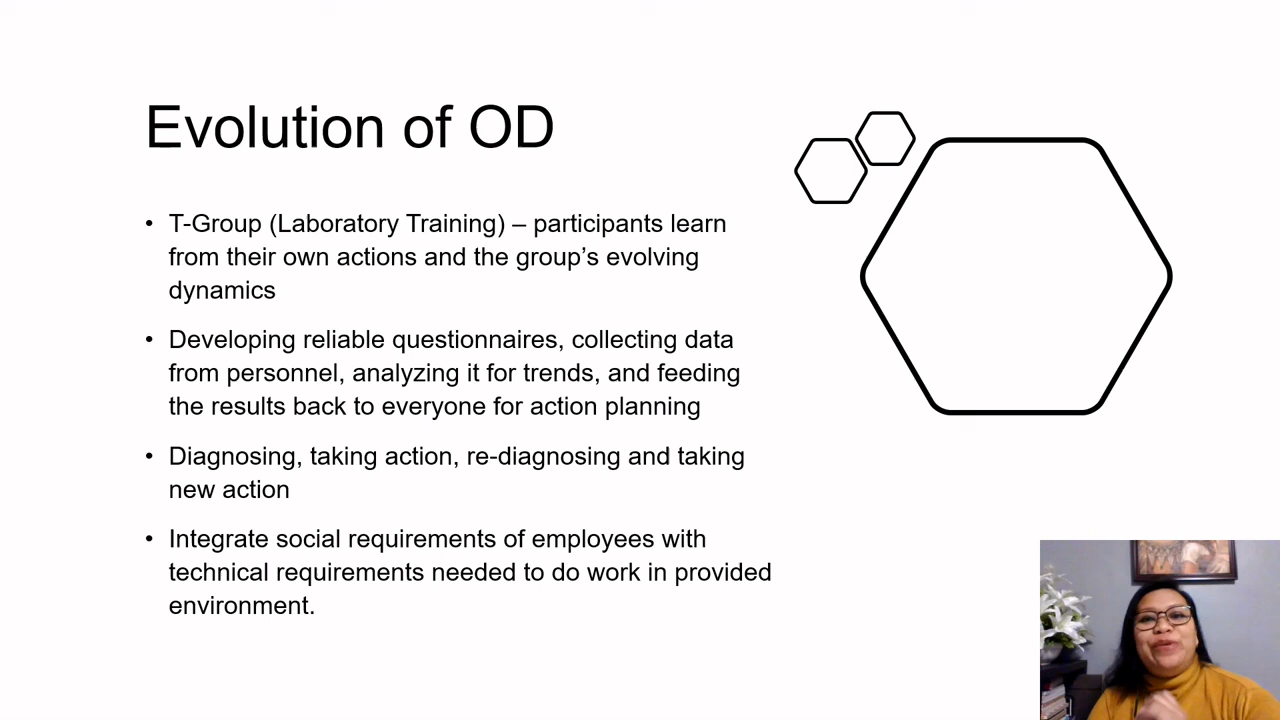 Evolution of OD
• T-Group (Laboratory Training) – participants learn
from their own actions and the group’s evolving
dynamics
• Developing reliable questionnaires, collecting data
from personnel, analyzing it for trends, and feeding
the results back to everyone for action planning
• Diagnosing, taking action, re-diagnosing and taking
new action
• Integrate social requirements of employees with
technical requirements needed to do work in provided
environment.